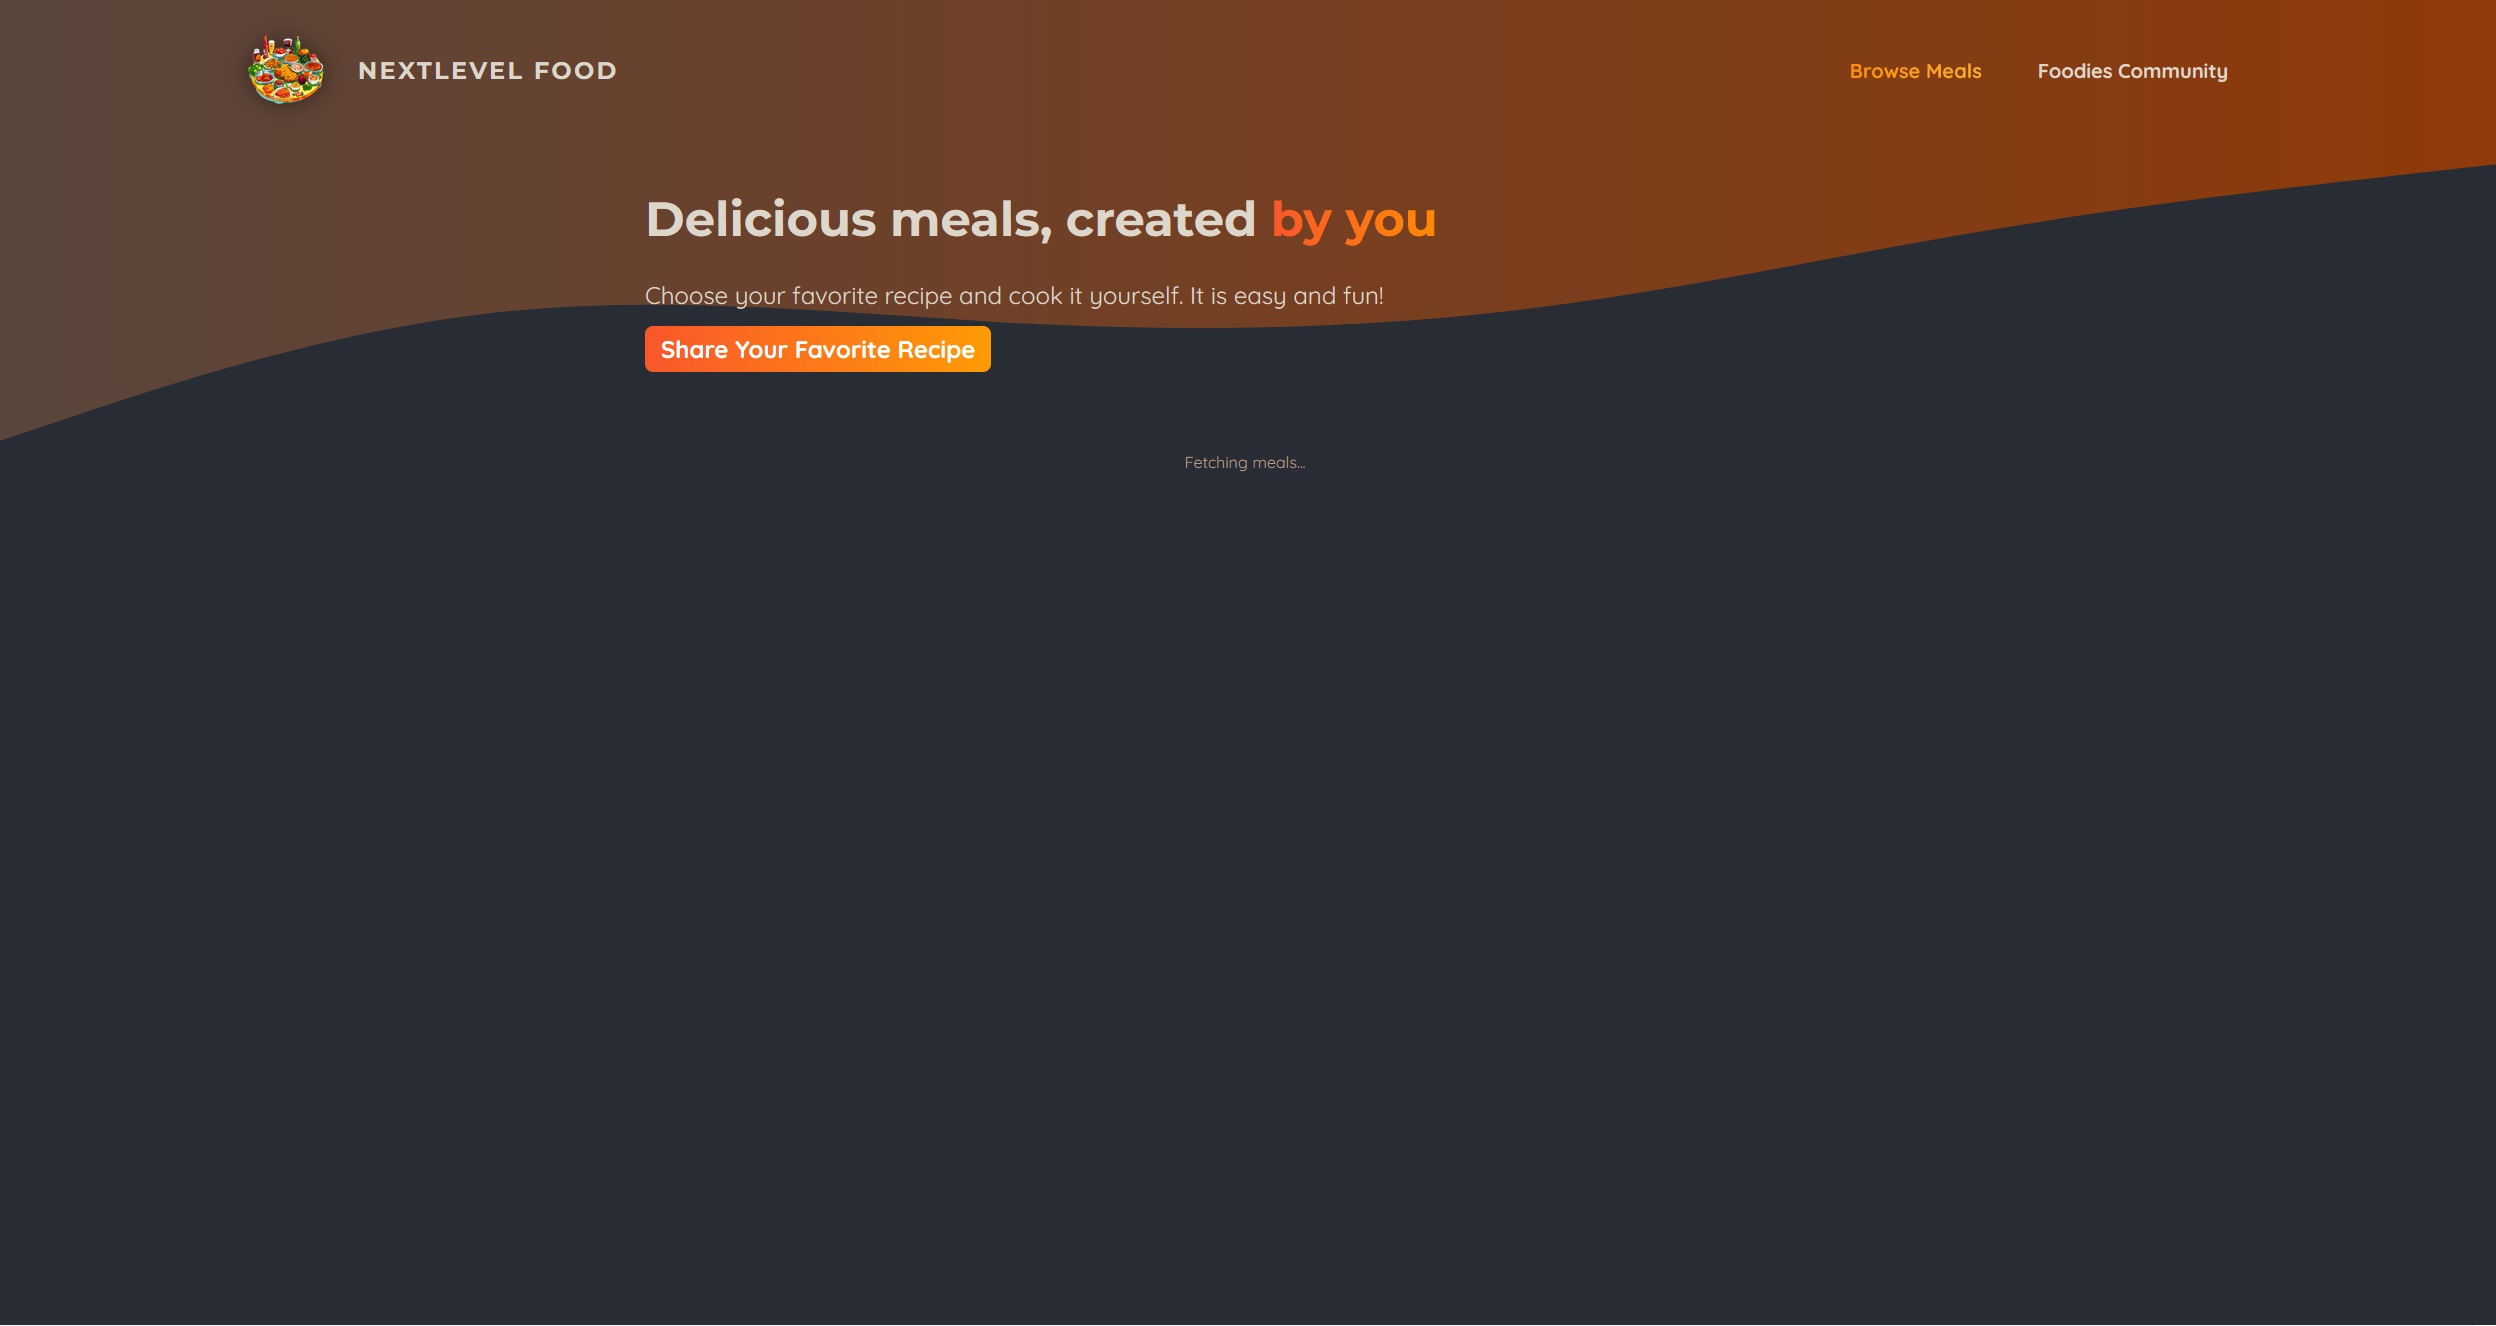 NEXTLEVEL FOOD
Browse Meals
Foodies Community
Delicious meals, created by you
Choose your favorite recipe and cook it yourself. It is easy and fun!
Share Your Favorite Recipe
Fetching meals...